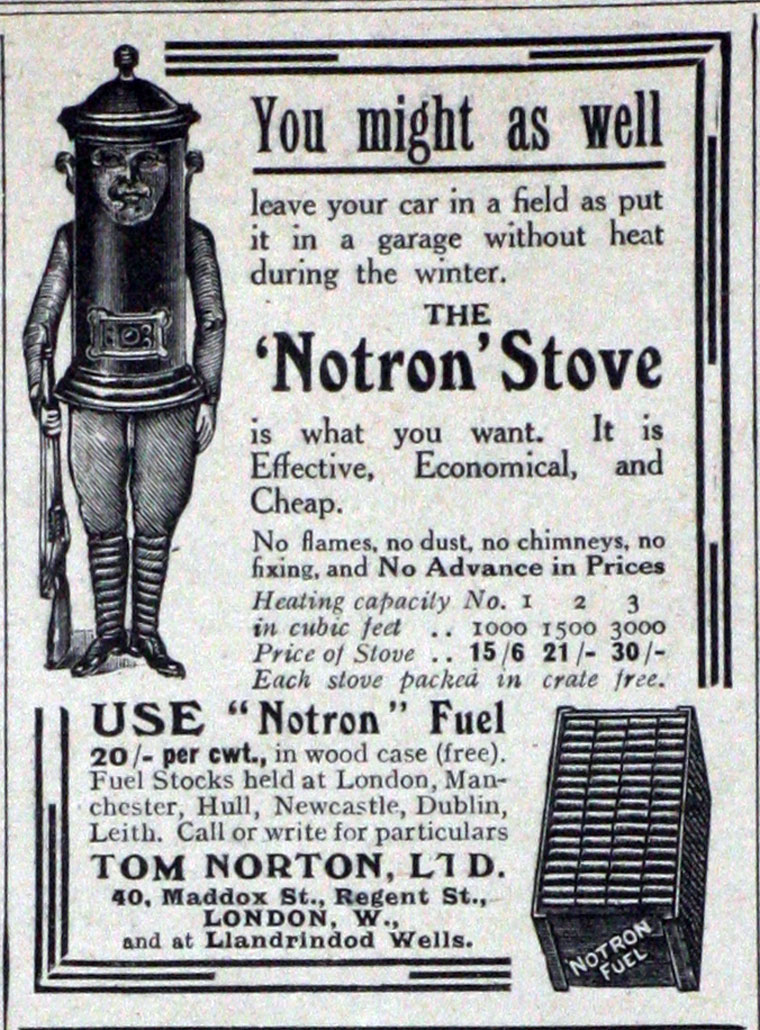 You might as well
leave your car in a field as put
it in a garage without heat
during the winter.
THE
‘Notron’ Stove
is what you want. It is
Effective, Economical, and
Cheap.
No flames, no dust, no chimneys, no
fixing, and No Advance in Prices
Heating capacity No. 1 2 3
in cubic feet .. 1000 1500 3000
Price of Stove .. 15/6 21/- 30/-
Each stove packed in crate free.
USE “Notron” Fuel
20/- per cwt., in wood case (free).
Fuel Stocks held at London, Man-
chester, Hull, Newcastle, Dublin,
Leith. Call or write for particulars
TOM NORTON, LTD.
40, Maddox St., Regent St.,
LONDON, W.,
and at Llandrindod Wells.
NOTRON
FUEL